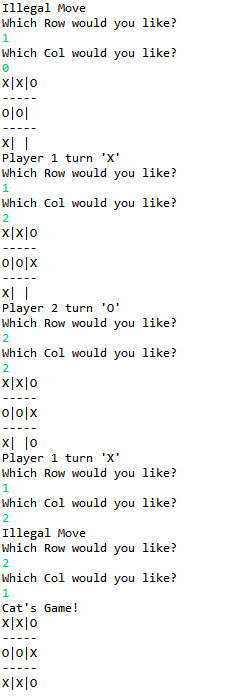 Illegal Move
Which Row would you like?
1
Which Col would you like?
0
X|X|O
-----
O|O|
-----
X| |
Player 1 turn 'X'
Which Row would you like?
1
Which Col would you like?
2
X|X|O
-----
O|O|X
-----
X| |
Player 2 turn 'O'
Which Row would you like?
2
Which Col would you like?
2
X|X|O
-----
O|O|X
-----
X| |O
Player 1 turn 'X'
Which Row would you like?
1
Which Col would you like?
2
Illegal Move
Which Row would you like?
2
Which Col would you like?
1
Cat's Game!
X|X|O
-----
O|O|X
-----
X|X|O